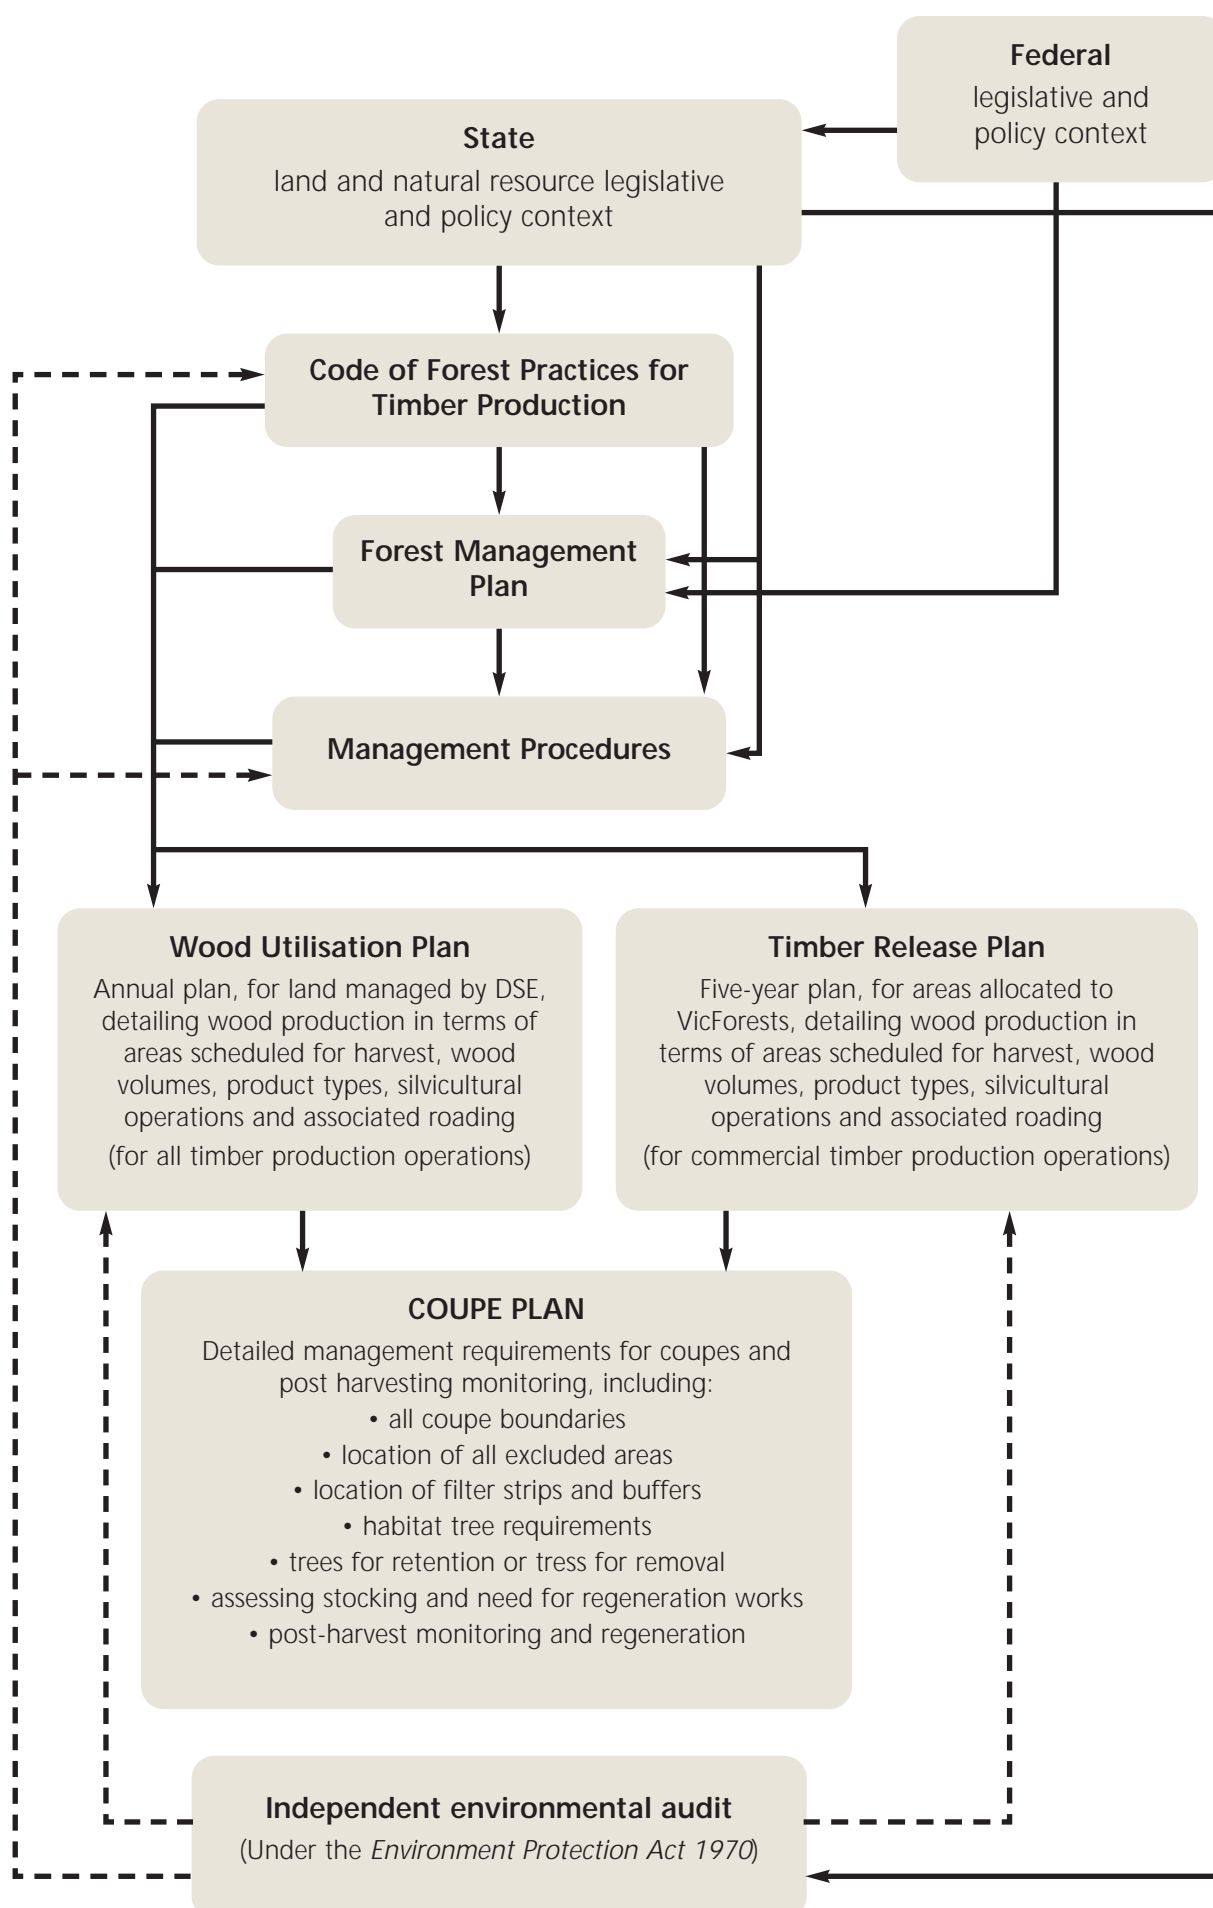 Federal
legislative and
policy context
State
land and natural resource legislative
and policy context
Code of Forest Practices for
Timber Production
Forest Management
Plan
Management Procedures
Wood Utilisation Plan
Annual plan, for land managed by DSE,
detailing wood production in terms of
areas scheduled for harvest, wood
volumes, product types, silvicultural
operations and associated roading
(for all timber production operations)
Timber Release Plan
Five-year plan, for areas allocated to
VicForests, detailing wood production in
terms of areas scheduled for harvest, wood
volumes, product types, silvicultural
operations and associated roading
(for commercial timber production operations)
COUPE PLAN
Detailed management requirements for coupes and
post harvesting monitoring, including:
• all coupe boundaries
• location of all excluded areas
• location of filter strips and buffers
• habitat tree requirements
• trees for retention or tress for removal
• assessing stocking and need for regeneration works
• post-harvest monitoring and regeneration
Independent environmental audit
(Under the Environment Protection Act 1970)